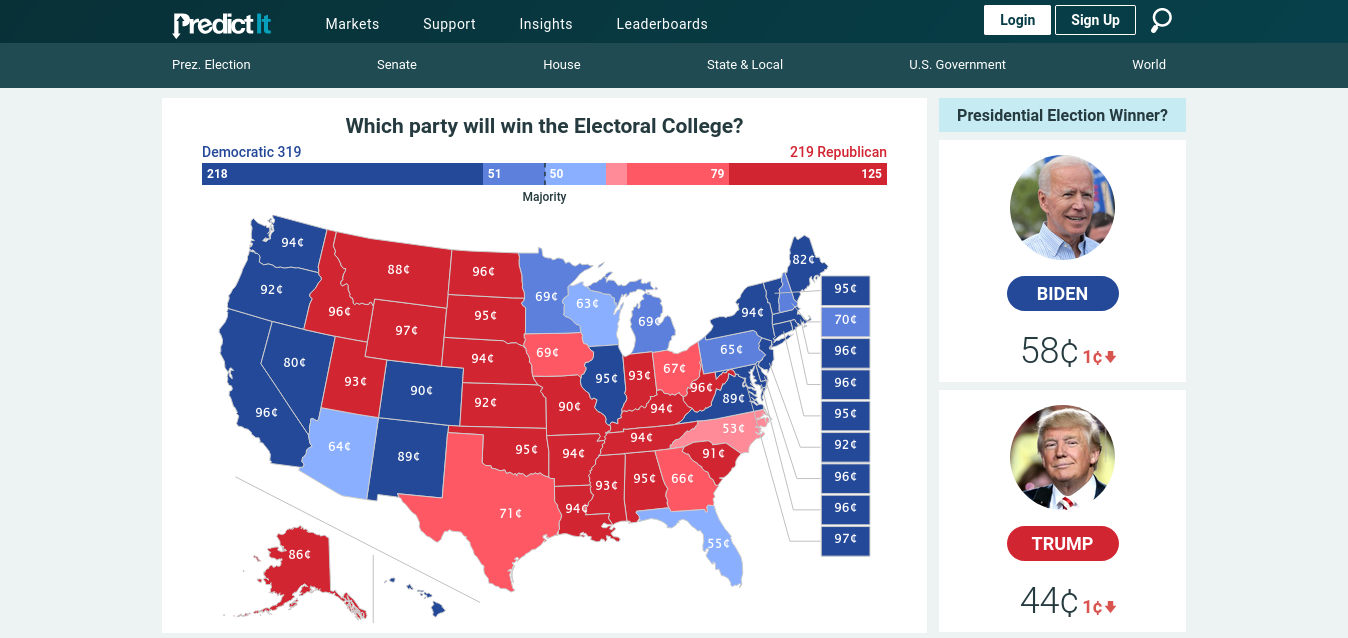 PredictIt
Markets Support Insights Leaderboards
Login Sign Up
Prez. Election Senate House State & Local U.S. Government World
Which party will win the Electoral College?
Democratic 319 219 Republican
218 51 50 79 125
Majority
94¢ 88¢ 96¢ 69¢ 63¢ 69¢ 94¢ 82¢
92¢ 96¢ 97¢ 95¢
80¢ 93¢ 90¢ 94¢ 69¢ 95¢ 93¢ 67¢ 65¢
96¢ 92¢ 90¢ 94¢ 96¢ 89¢
64¢ 89¢ 95¢ 94¢ 94¢ 53¢
71¢ 94¢ 93¢ 95¢ 66¢ 91¢
55¢
86¢
95¢
70¢
96¢
96¢
95¢
92¢
96¢
96¢
97¢
Presidential Election Winner?
BIDEN
58¢ 1¢
TRUMP
44¢ 1¢